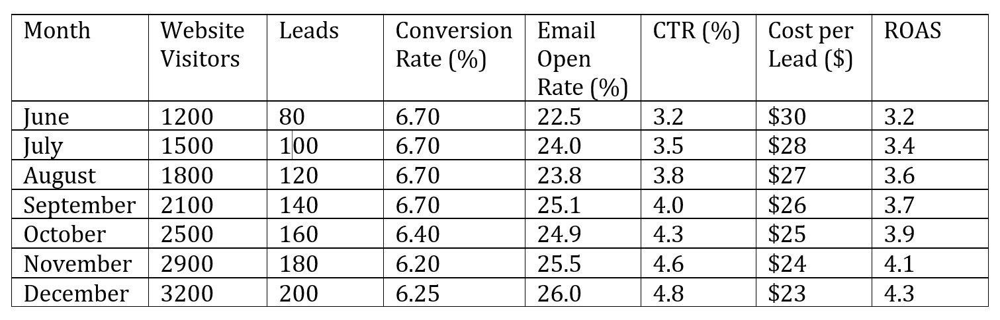 Month Website Visitors Leads Conversion Rate (%) Email Open Rate (%) CTR (%) Cost per Lead ($) ROAS
June 1200 80 6.70 22.5 3.2 $30 3.2
July 1500 100 6.70 24.0 3.5 $28 3.4
August 1800 120 6.70 23.8 3.8 $27 3.6
September 2100 140 6.70 25.1 4.0 $26 3.7
October 2500 160 6.40 24.9 4.3 $25 3.9
November 2900 180 6.20 25.5 4.6 $24 4.1
December 3200 200 6.25 26.0 4.8 $23 4.3